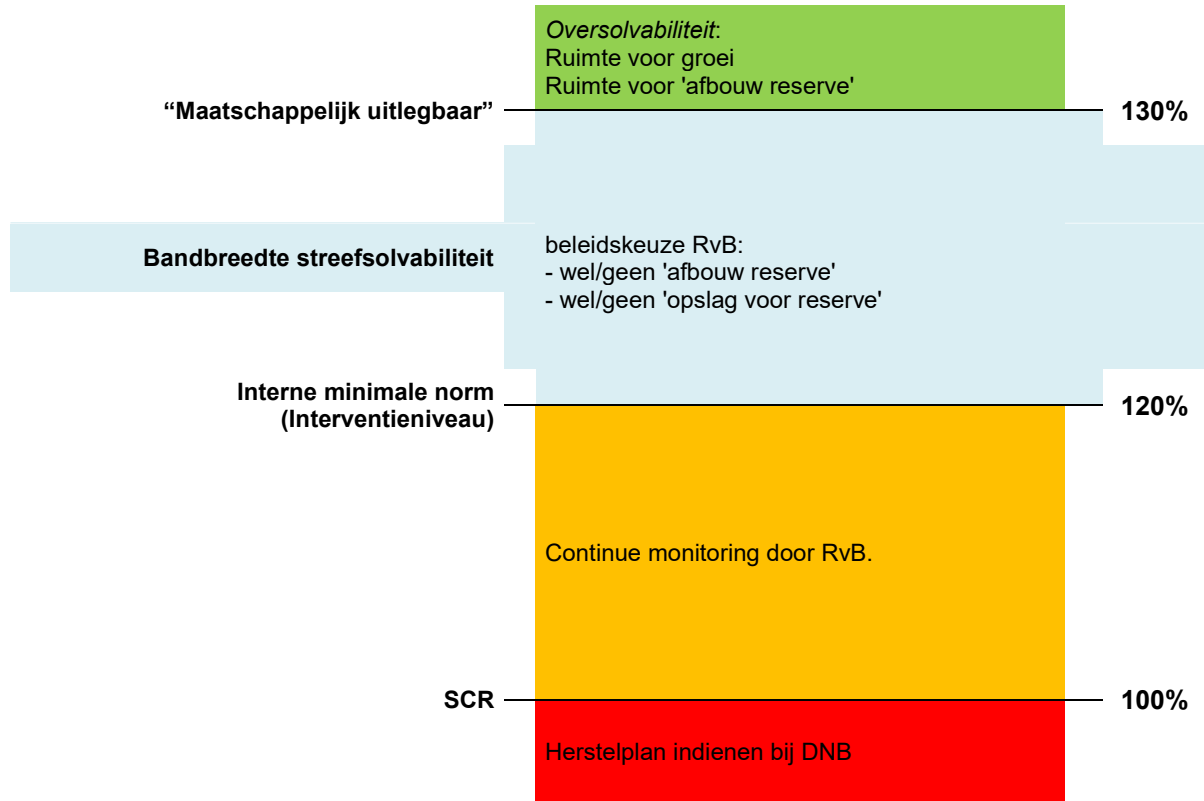 Oversolvabiliteit:
Ruimte voor groei
Ruimte voor 'afbouw reserve'
“Maatschappelijk uitlegbaar”
130%
Bandbreedte streefsolvabiliteit
beleidskeuze RvB:
- wel/geen 'afbouw reserve'
- wel/geen 'opslag voor reserve'
Interne minimale norm
(Interventieniveau)
120%
Continue monitoring door RvB.
SCR
100%
Herstelplan indienen bij DNB